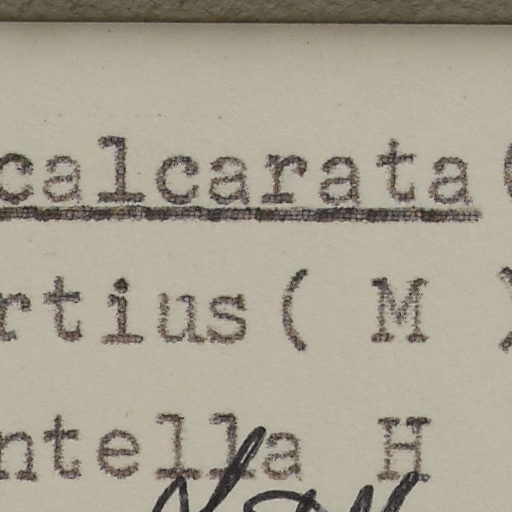 calcarata (
rtius( M )
ntella H